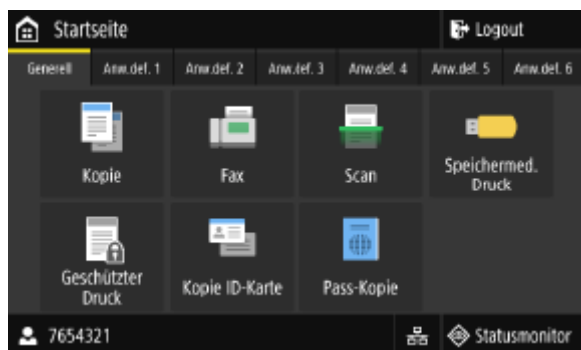 Startseite
Logout
Generell Anw.def. 1 Anw.def. 2 Anw.def. 3 Anw.def. 4 Anw.def. 5 Anw.def. 6
Kopie
Fax
Scan
Speichermed.
Druck
Geschützter
Druck
Kopie ID-Karte
Pass-Kopie
7654321
Statusmonitor